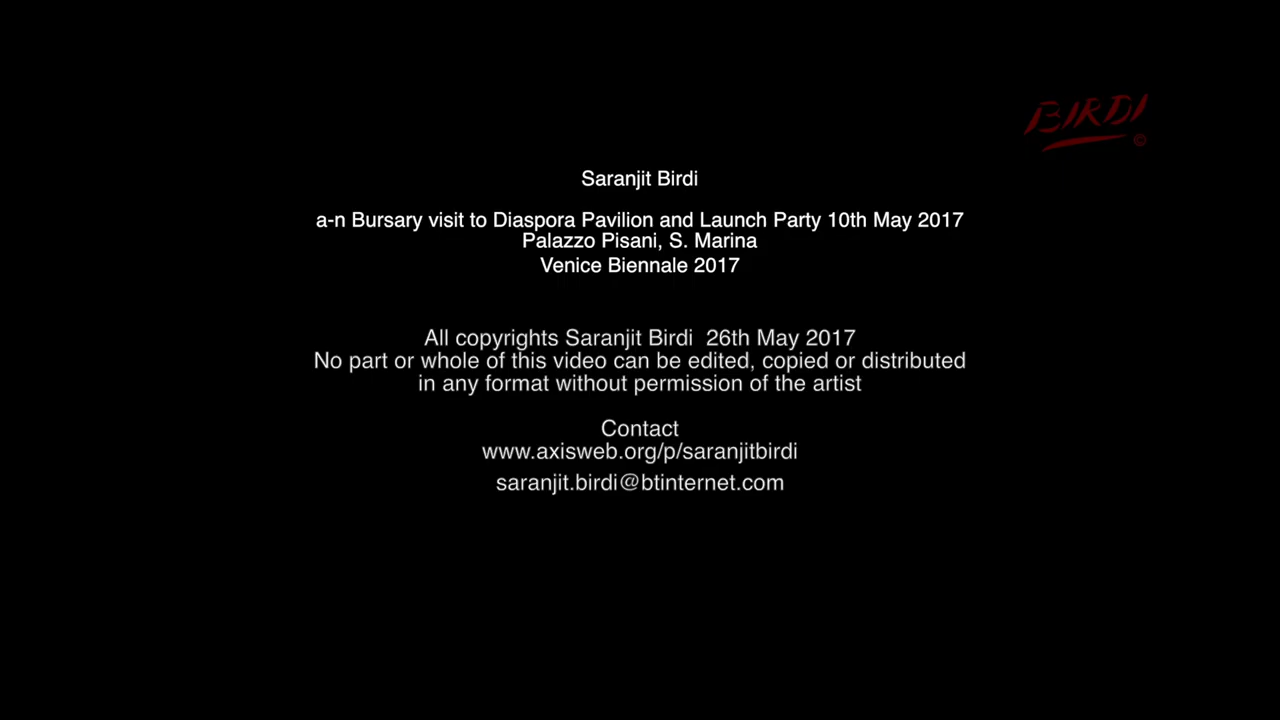 BIRDI
©
Saranjit Birdi
a-n Bursary visit to Diaspora Pavilion and Launch Party 10th May 2017
Palazzo Pisani, S. Marina
Venice Biennale 2017
All copyrights Saranjit Birdi  26th May 2017
No part or whole of this video can be edited, copied or distributed
in any format without permission of the artist
Contact
www.axisweb.org/p/saranjitbirdi
saranjit.birdi@btinternet.com